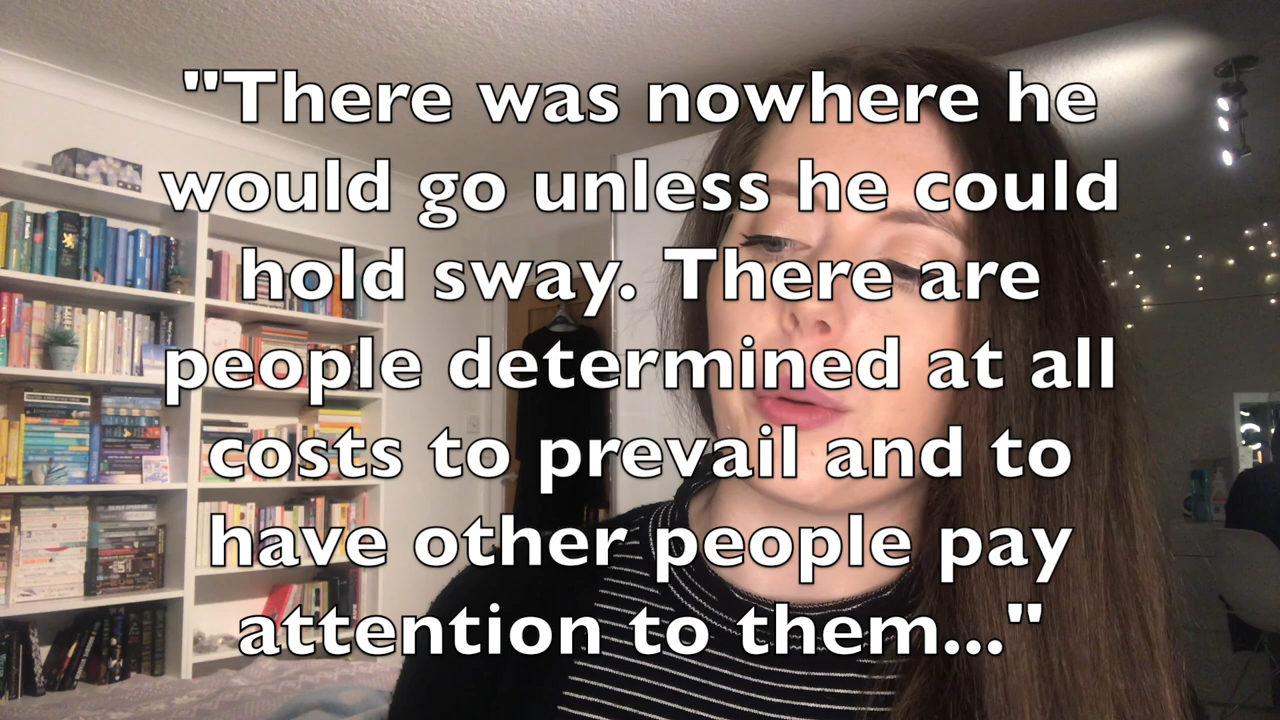 "There was nowhere he
would go unless he could
hold sway. There are
people determined at all
costs to prevail and to
have other people pay
attention to them..."